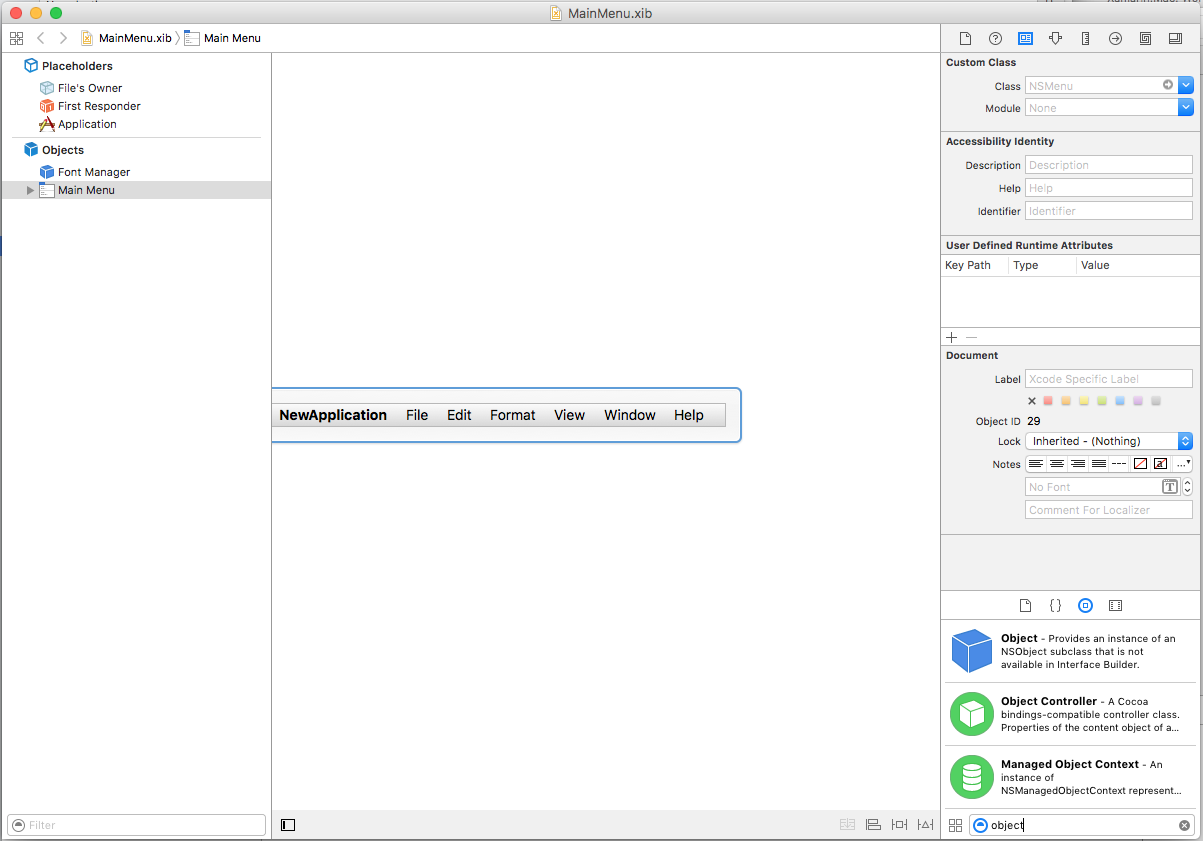 MainMenu.xib
MainMenu.xib
Main Menu
Placeholders
File's Owner
First Responder
Application
Objects
Font Manager
Main Menu
Filter
NewApplication File Edit Format View Window Help
Custom Class
Class NSMenu
Module None
Accessibility Identity
Description Description
Help Help
Identifier Identifier
User Defined Runtime Attributes
Key Path Type Value
Document
Label Xcode Specific Label
Object ID 29
Lock Inherited - (Nothing)
Notes
No Font
Comment For Localizer
Object - Provides an instance of an
NSObject subclass that is not
available in Interface Builder.
Object Controller - A Cocoa
bindings-compatible controller class.
Properties of the content object of a...
Managed Object Context - An
instance of
NSManagedObjectContext represent...
object